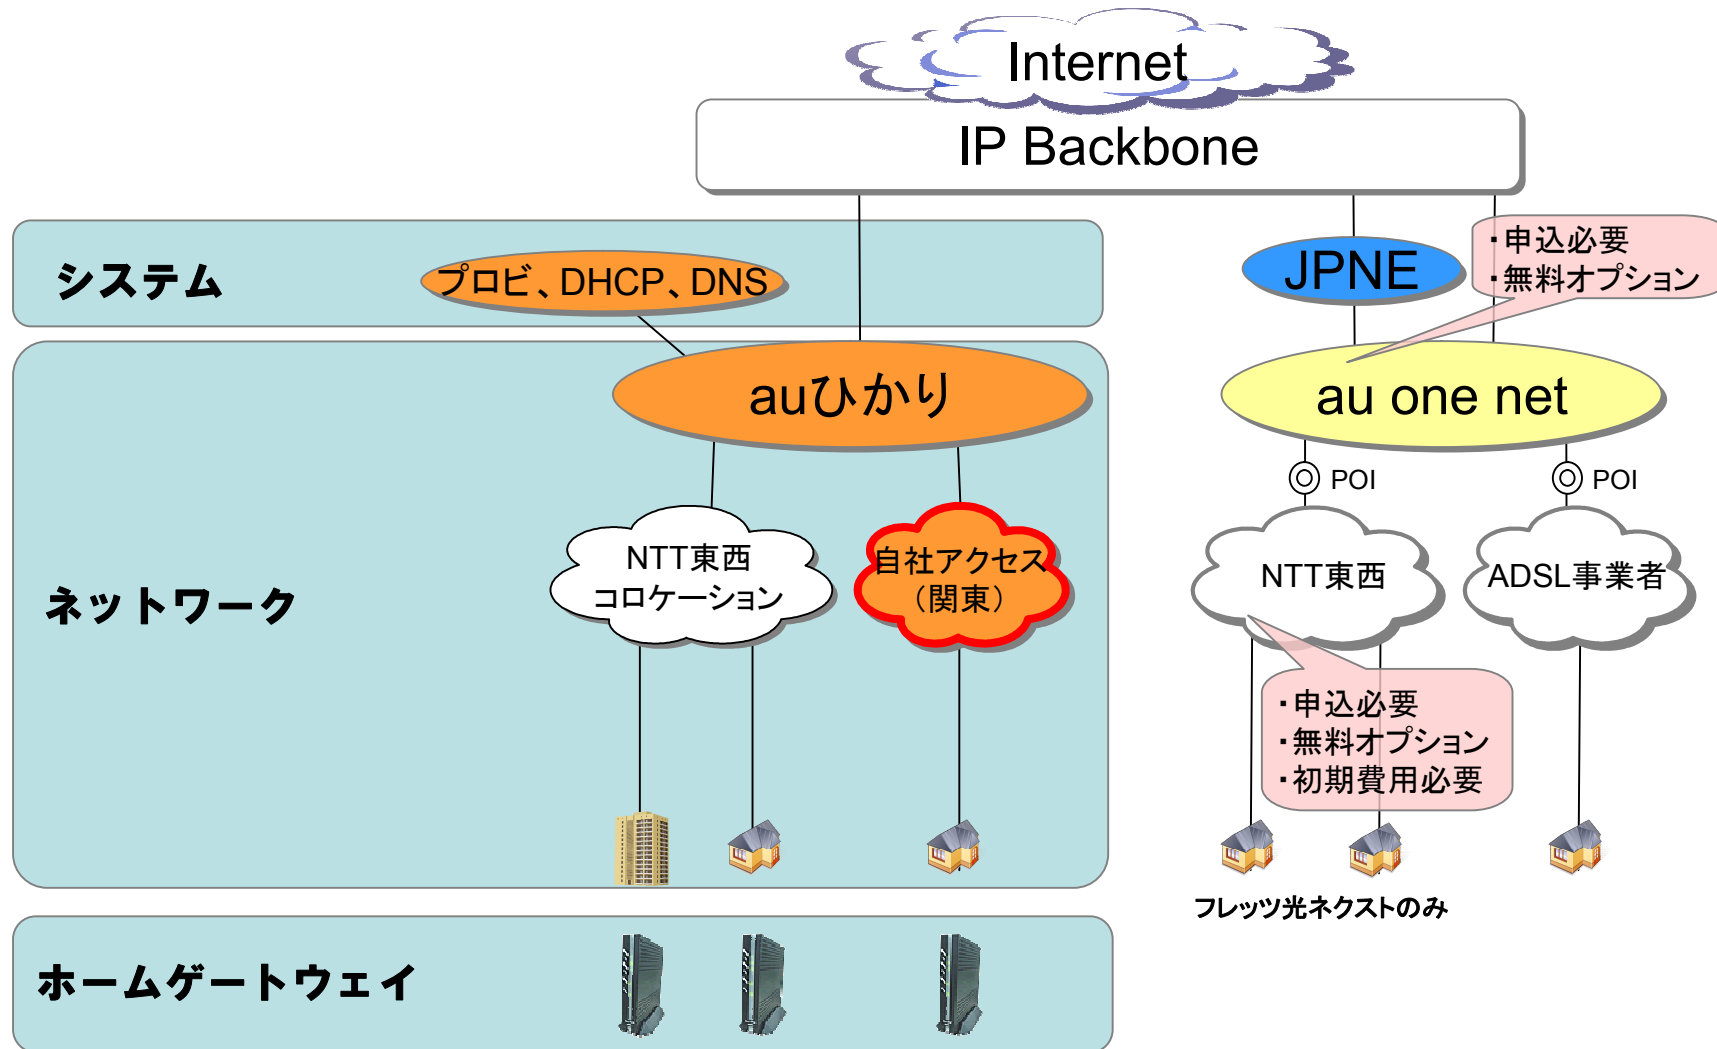 Internet
IP Backbone
システム
プロビ、DHCP、DNS
JPNE
・申込必要
・無料オプション
auひかり
au one net
POI
POI
ネットワーク
NTT東西
コロケーション
自社アクセス
（関東）
NTT東西
ADSL事業者
・申込必要
・無料オプション
・初期費用必要
フレッツ光ネクストのみ
ホームゲートウェイ